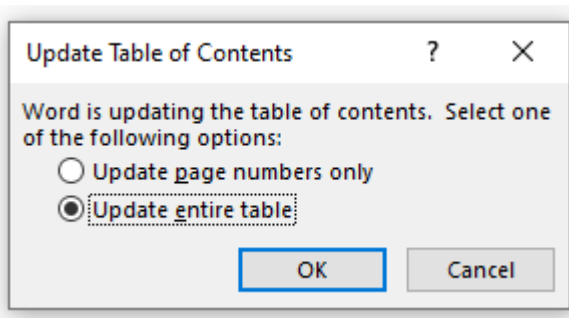 Update Table of Contents ?
Word is updating the table of contents. Select one
of the following options:
Update page numbers only
Update entire table
OK Cancel